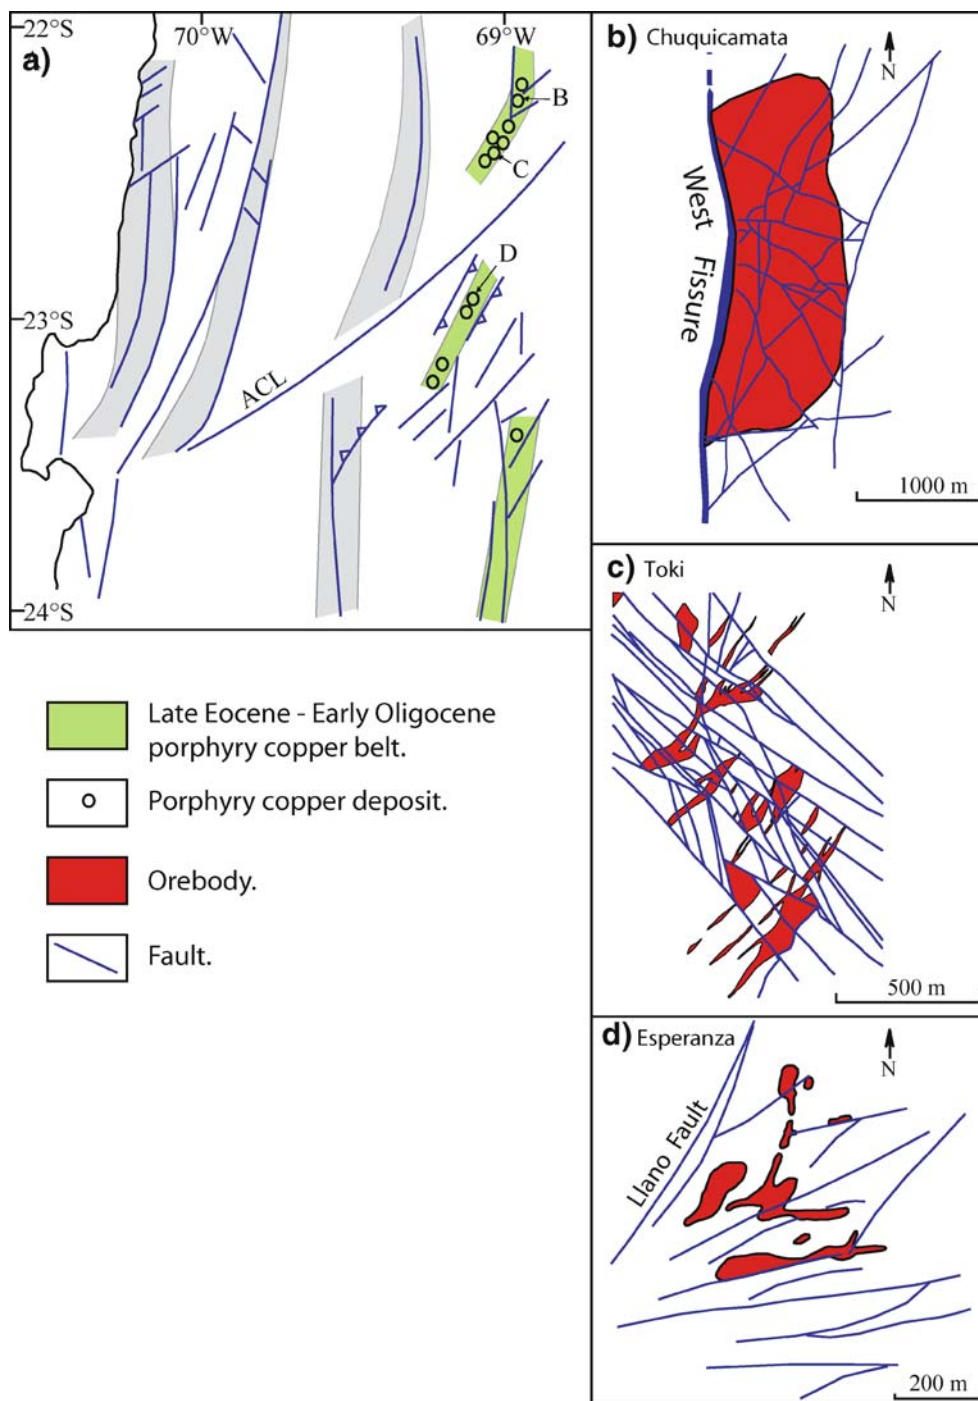 a)
22°S
70°W
69°W
B
C
D
23°S
ACL
24°S
Late Eocene - Early Oligocene
porphyry copper belt.
Porphyry copper deposit.
Orebody.
Fault.
b) Chuquicamata
N
West Fissure
1000 m
c) Toki
N
500 m
d) Esperanza
N
Llano Fault
200 m